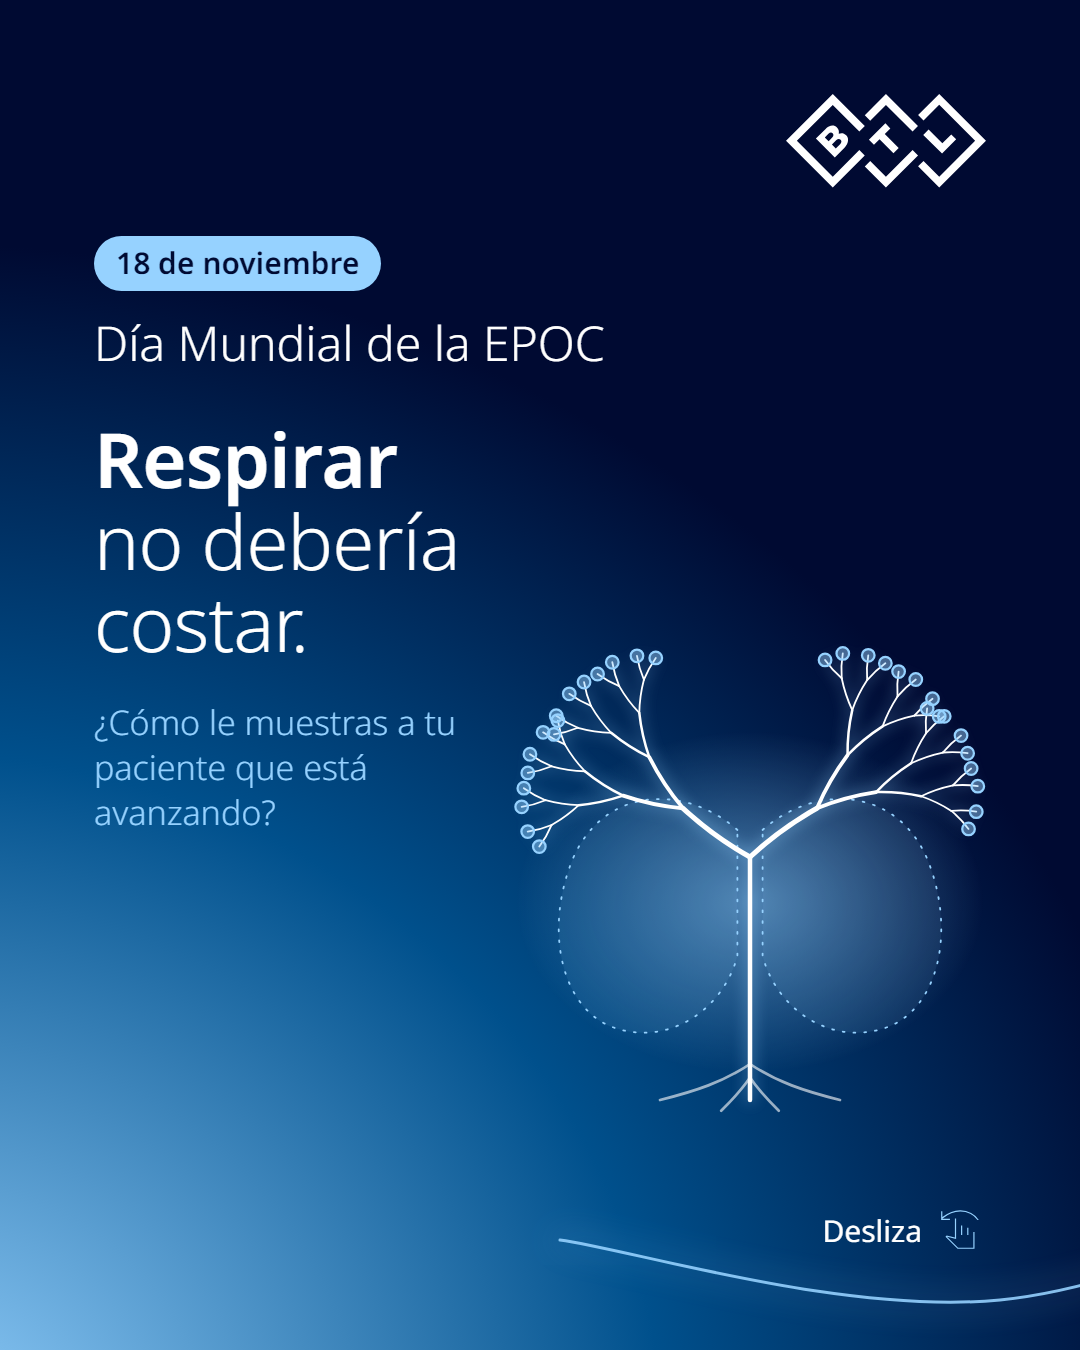 BTL
18 de noviembre
Día Mundial de la EPOC
Respirar
no debería
costar.
¿Cómo le muestras a tu
paciente que está
avanzando?
Desliza